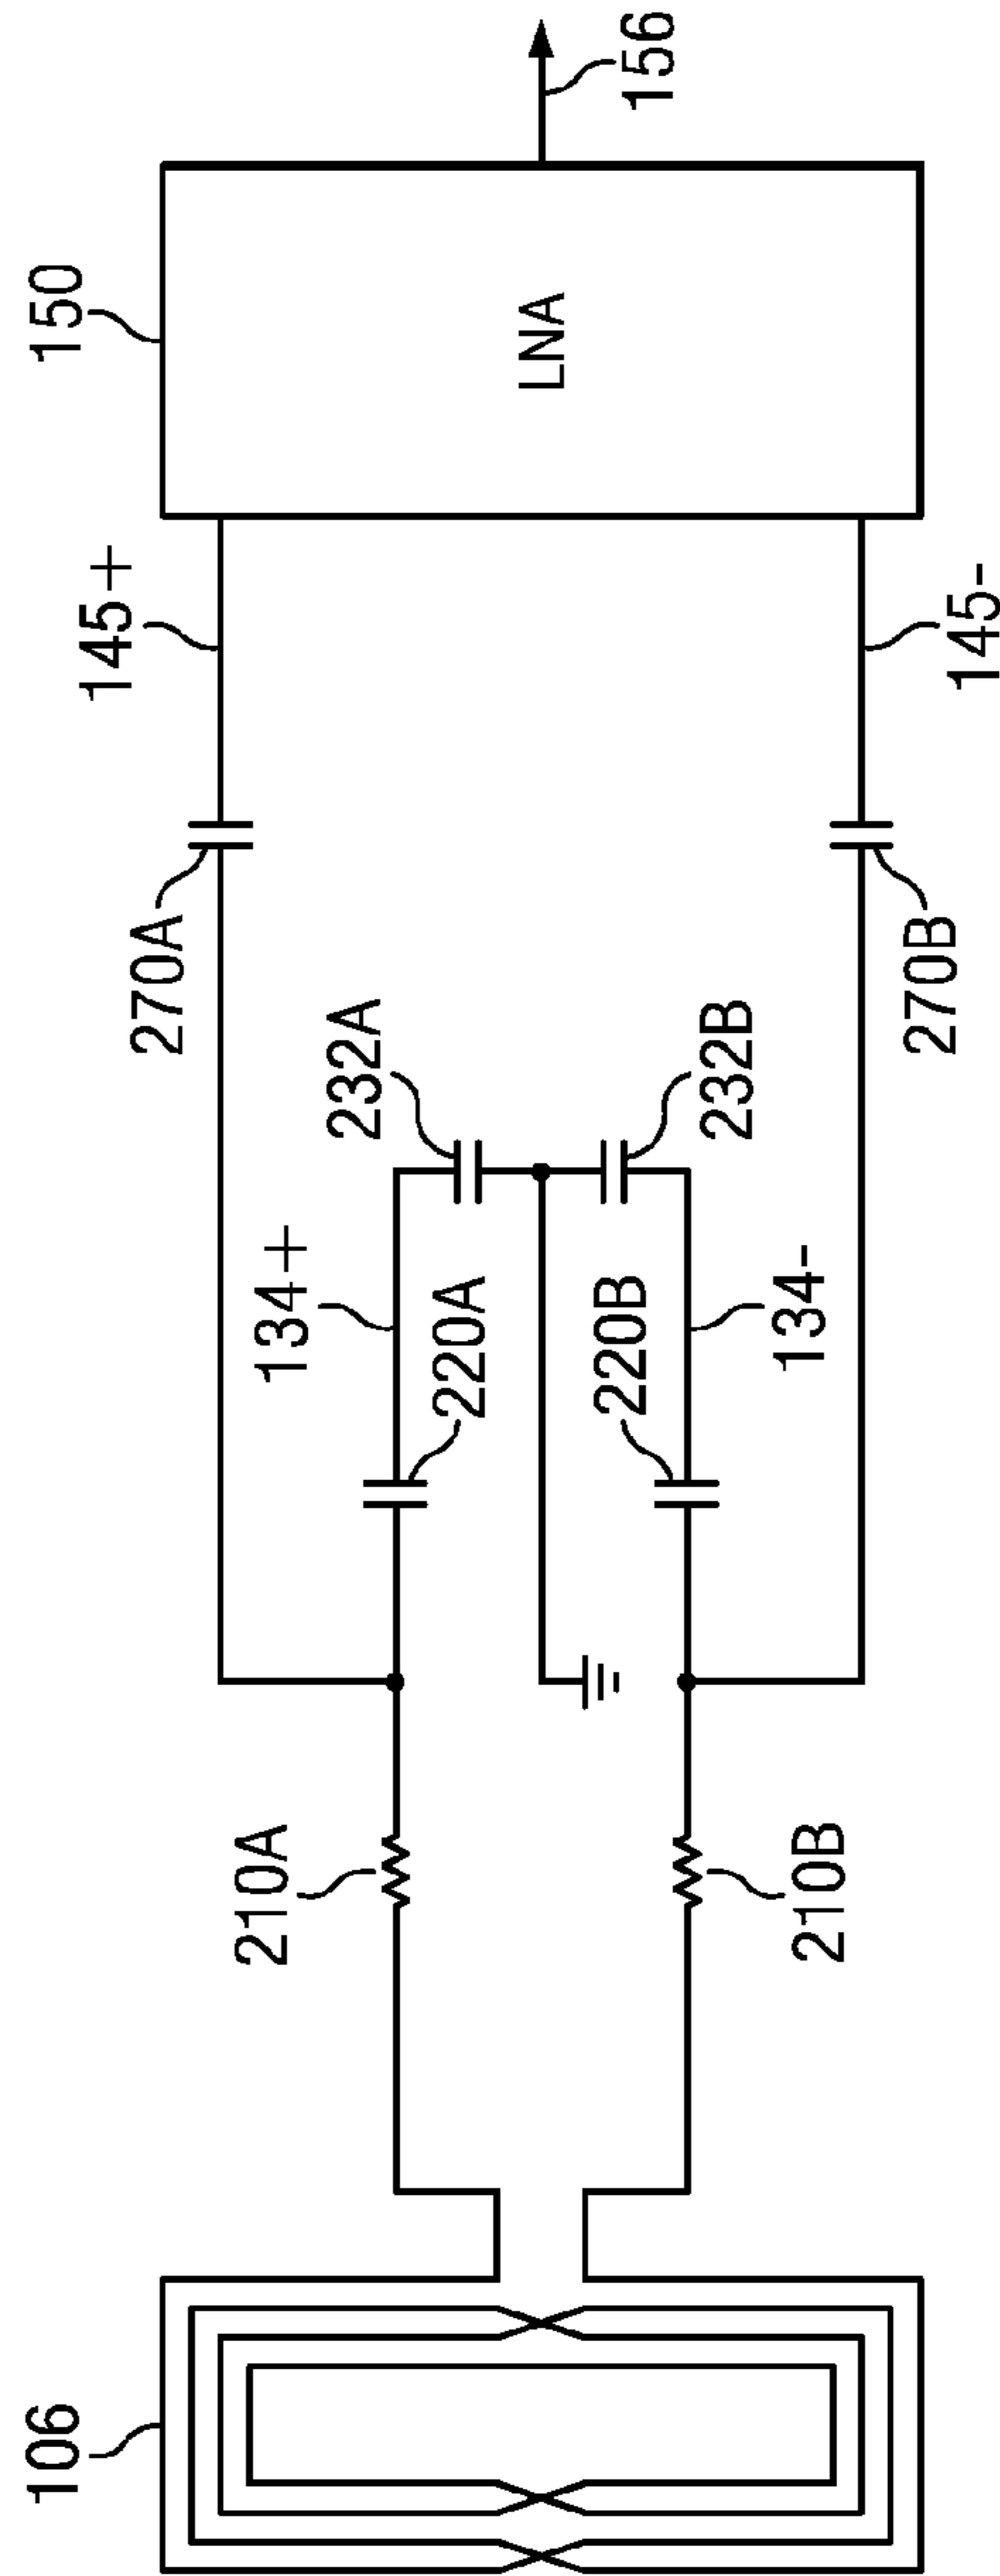 106
210A
210B
134+
220A
220B
134-
232A
232B
270A
270B
145+
145-
150
LNA
156